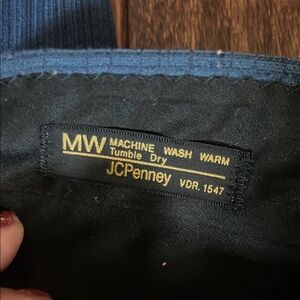 MW MACHINE WASH WARM
Tumble Dry
JCPenney VDR. 1547